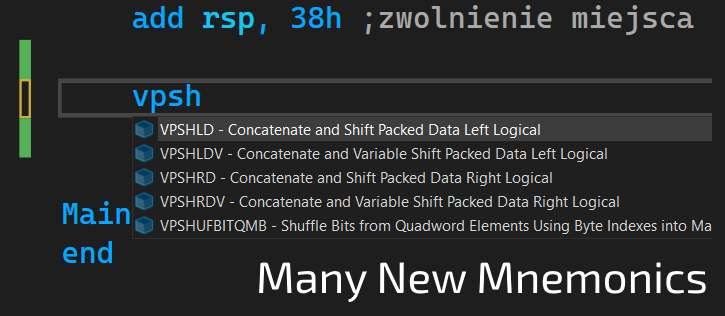 add rsp, 38h ;zwolnienie miejsca
vpsh
VPSHLD - Concatenate and Shift Packed Data Left Logical
VPSHLDV - Concatenate and Variable Shift Packed Data Left Logical
VPSHRD - Concatenate and Shift Packed Data Right Logical
VPSHRDV - Concatenate and Variable Shift Packed Data Right Logical
VPSHUFBITQMB - Shuffle Bits from Quadword Elements Using Byte Indexes into Ma
Main
end
Many New Mnemonics